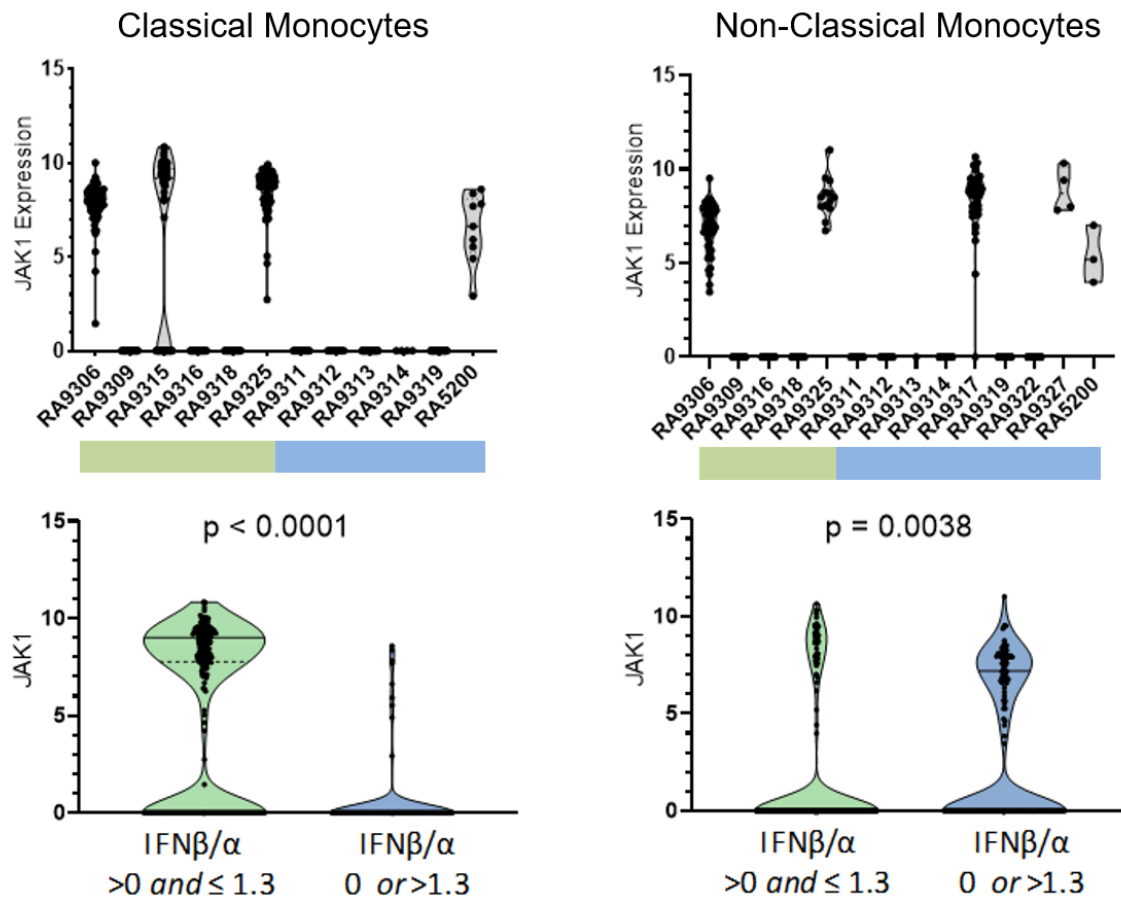 Classical Monocytes
15
10
5
0
JAK1 Expression
RA9306
RA9309
RA9315
RA9316
RA9318
RA9325
RA9311
RA9312
RA9313
RA9314
RA9319
RA5200
Non-Classical Monocytes
15
10
5
0
JAK1 Expression
RA9306
RA9309
RA9316
RA9318
RA9325
RA9311
RA9312
RA9313
RA9314
RA9317
RA9319
RA9322
RA9327
RA5200
p < 0.0001
15
10
5
0
JAK1
IFNβ/α
>0 and ≤ 1.3
IFNβ/α
0 or >1.3
p = 0.0038
15
10
5
0
JAK1
IFNβ/α
>0 and ≤ 1.3
IFNβ/α
0 or >1.3